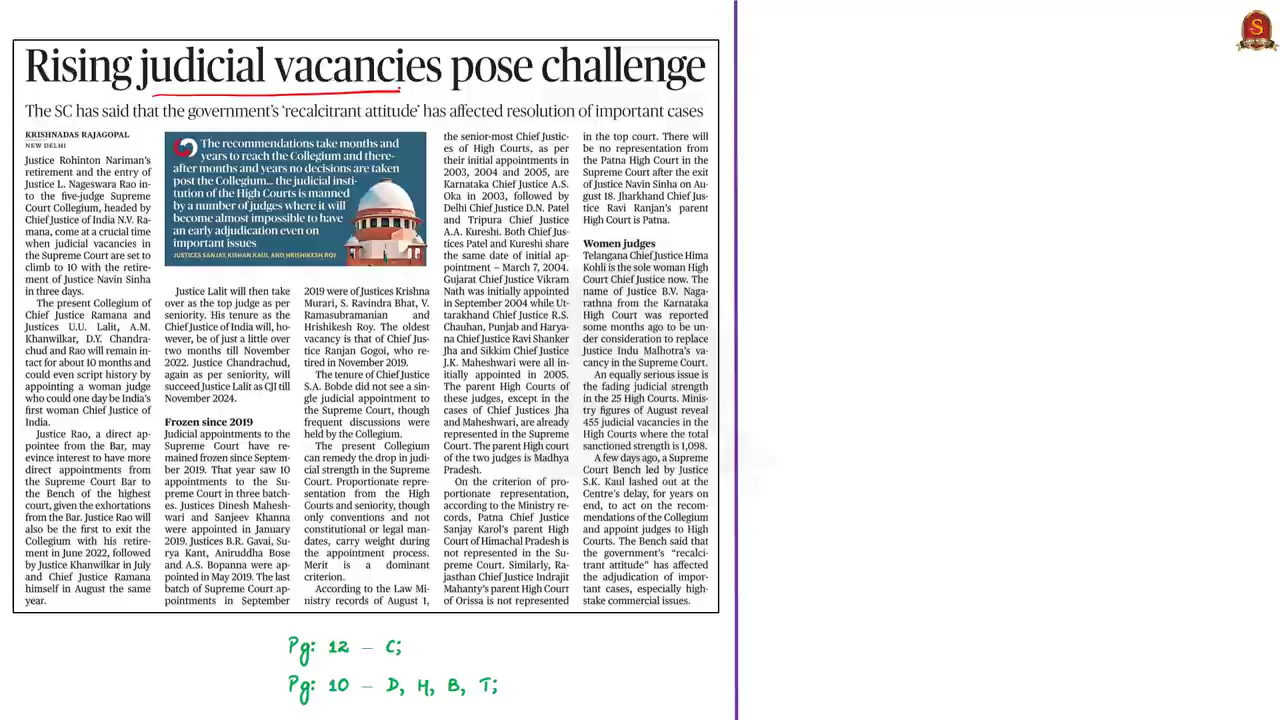 S
Rising judicial vacancies pose challenge
The SC has said that the government's 'recalcitrant attitude' has affected resolution of important cases
KRISHNADAS RAJAGOPAL
NEW DELHI
Justice Rohinton Nariman's
retirement and the entry of
Justice L. Nageswara Rao in-
to the five-judge Supreme
Court Collegium, headed by
Chief Justice of India N.V. Ra-
mana, come at a crucial time
when judicial vacancies in
the Supreme Court are set to
climb to 10 with the retire-
ment of Justice Navin Sinha
in three days.
The present Collegium of
Chief Justice Ramana and
Justices U.U. Lalit, A.M.
Khanwilkar, D.Y. Chandra-
chud and Rao will remain in-
tact for about 10 months and
could even script history by
appointing a woman judge
who could one day be India's
first woman Chief Justice of
India.
Justice Rao, a direct ap-
pointee from the Bar, may
evince interest to have more
direct appointments from
the Supreme Court Bar to
the Bench of the highest
court, given the exhortations
from the Bar. Justice Rao will
also be the first to exit the
Collegium with his retire-
ment in June 2022, followed
by Justice Khanwilkar in July
and Chief Justice Ramana
himself in August the same
year.
The recommendations take months and
years to reach the Collegium and there-
after months and years no decisions are taken
post the Collegium... the judicial insti-
tution of the High Courts is manned
by a number of judges where it will
become almost impossible to have
an early adjudication even on
important issues
JUSTICES SANJAY KISHAN KAUL AND HRISHIKESH ROY
Justice Lalit will then take
over as the top judge as per
seniority. His tenure as the
Chief Justice of India will, ho-
wever, be of just a little over
two months till November
2022. Justice Chandrachud,
again as per seniority, will
succeed Justice Lalit as CJI till
November 2024.
Frozen since 2019
Judicial appointments to the
Supreme Court have re-
mained frozen since Septem-
ber 2019. That year saw 10
appointments to the Su-
preme Court in three batch-
es. Justices Dinesh Mahesh-
wari and Sanjeev Khanna
were appointed in January
2019. Justices B.R. Gavai, Su-
rya Kant, Aniruddha Bose
and A.S. Bopanna were ap-
pointed in May 2019. The last
batch of Supreme Court ap-
pointments in September
2019 were of Justices Krishna
Murari, S. Ravindra Bhat, V.
Ramasubramanian and
Hrishikesh Roy. The oldest
vacancy is that of Chief Jus-
tice Ranjan Gogoi, who re-
tired in November 2019.
The tenure of Chief Justice
S.A. Bobde did not see a sin-
gle judicial appointment to
the Supreme Court, though
frequent discussions were
held by the Collegium.
The present Collegium
can remedy the drop in judi-
cial strength in the Supreme
Court. Proportionate repre-
sentation from the High
Courts and seniority, though
only conventions and not
constitutional or legal man-
dates, carry weight during
the appointment process.
Merit is a dominant
criterion.
According to the Law Mi-
nistry records of August 1,
the senior-most Chief Justic-
es of High Courts, as per
their initial appointments in
2003, 2004 and 2005, are
Karnataka Chief Justice A.S.
Oka in 2003, followed by
Delhi Chief Justice D.N. Patel
and Tripura Chief Justice
A.A. Kureshi. Both Chief Jus-
tices Patel and Kureshi share
the same date of initial ap-
pointment – March 7, 2004.
Gujarat Chief Justice Vikram
Nath was initially appointed
in September 2004 while Ut-
tarakhand Chief Justice R.S.
Chauhan, Punjab and Harya-
na Chief Justice Ravi Shanker
Jha and Sikkim Chief Justice
J.K. Maheshwari were all in-
itially appointed in 2005.
The parent High Courts of
these judges, except in the
cases of Chief Justices Jha
and Maheshwari, are already
represented in the Supreme
Court. The parent High court
of the two judges is Madhya
Pradesh.
On the criterion of pro-
portionate representation,
according to the Ministry re-
cords, Patna Chief Justice
Sanjay Karol's parent High
Court of Himachal Pradesh is
not represented in the Su-
preme Court. Similarly, Ra-
jasthan Chief Justice Indrajit
Mahanty's parent High Court
of Orissa is not represented
in the top court. There will
be no representation from
the Patna High Court in the
Supreme Court after the exit
of Justice Navin Sinha on Au-
gust 18. Jharkhand Chief Jus-
tice Ravi Ranjan's parent
High Court is Patna.
Women judges
Telangana Chief Justice Hima
Kohli is the sole woman High
Court Chief Justice now. The
name of Justice B.V. Naga-
rathna from the Karnataka
High Court was reported
some months ago to be un-
der consideration to replace
Justice Indu Malhotra's va-
cancy in the Supreme Court.
An equally serious issue is
the fading judicial strength
in the 25 High Courts. Minis-
try figures of August reveal
455 judicial vacancies in the
High Courts where the total
sanctioned strength is 1,098.
A few days ago, a Supreme
Court Bench led by Justice
S.K. Kaul lashed out at the
Centre's delay, for years on
end, to act on the recom-
mendations of the Collegium
and appoint judges to High
Courts. The Bench said that
the government's "recalci-
trant attitude" has affected
the adjudication of impor-
tant cases, especially high-
stake commercial issues.
Pg: 12 – C;
Pg: 10 – D, H, B, T;